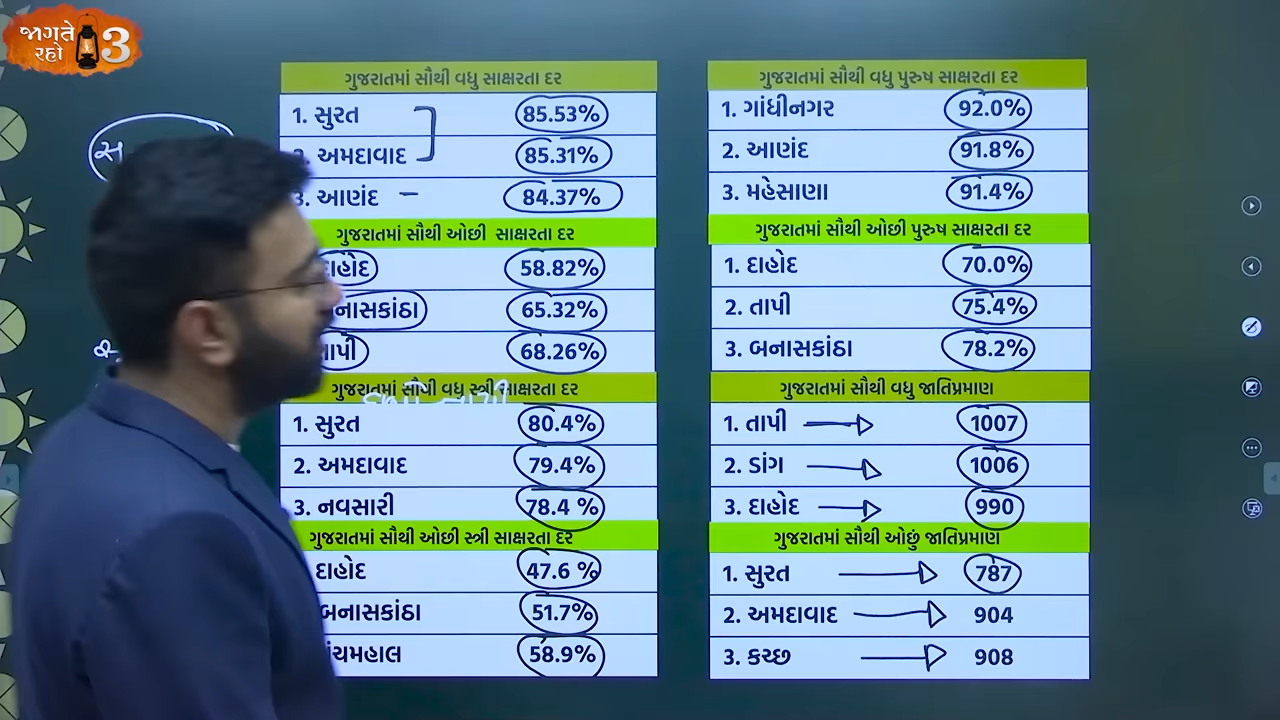 જાગતે
રહો 3
સ
ગુજરાતમાં સૌથી વધુ સાક્ષરતા દર
1. સુરત 85.53%
અમદાવાદ 85.31%
3. આણંદ 84.37%
ગુજરાતમાં સૌથી ઓછી સાક્ષરતા દર
દાહોદ 58.82%
બનાસકાંઠા 65.32%
તાપી 68.26%
ગુજરાતમાં સૌથી વધુ સ્ત્રી સાક્ષરતા દર
1. સુરત 80.4%
2. અમદાવાદ 79.4%
3. નવસારી 78.4 %
ગુજરાતમાં સૌથી ઓછી સ્ત્રી સાક્ષરતા દર
દાહોદ 47.6 %
બનાસકાંઠા 51.7%
પંચમહાલ 58.9%
ગુજરાતમાં સૌથી વધુ પુરુષ સાક્ષરતા દર
1. ગાંધીનગર 92.0%
2. આણંદ 91.8%
3. મહેસાણા 91.4%
ગુજરાતમાં સૌથી ઓછી પુરુષ સાક્ષરતા દર
1. દાહોદ 70.0%
2. તાપી 75.4%
3. બનાસકાંઠા 78.2%
ગુજરાતમાં સૌથી વધુ જાતિપ્રમાણ
1. તાપી 1007
2. ડાંગ 1006
3. દાહોદ 990
ગુજરાતમાં સૌથી ઓછું જાતિપ્રમાણ
1. સુરત 787
2. અમદાવાદ 904
3. કચ્છ 908